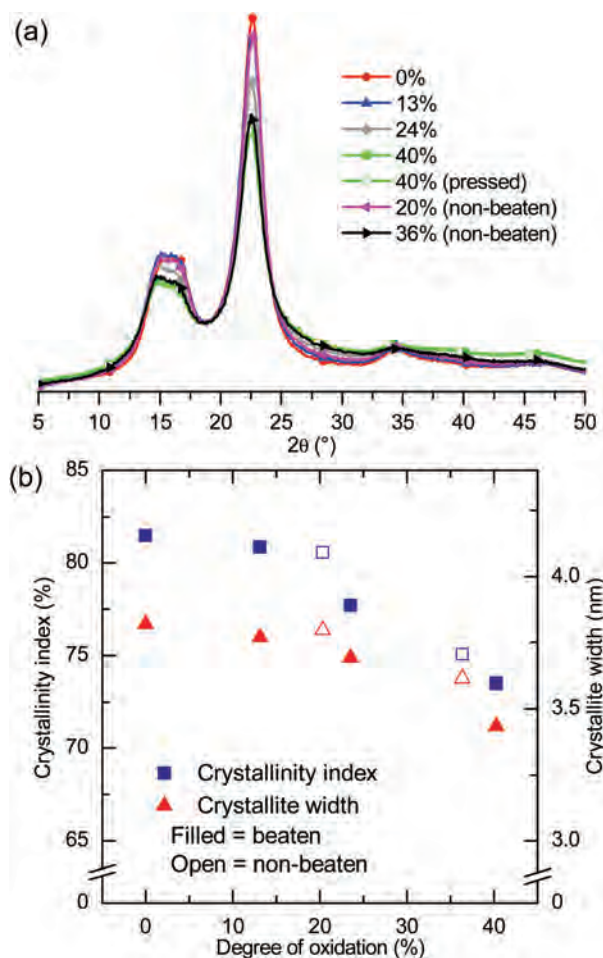 (a)
0%
13%
24%
40%
40% (pressed)
20% (non-beaten)
36% (non-beaten)
5 10 15 20 25 30 35 40 45 50
2θ (°)
(b)
85
80
75
70
65
0
Crystallinity index (%)
4.0
3.5
3.0
0
Crystallite width (nm)
Crystallinity index
Crystallite width
Filled = beaten
Open = non-beaten
0 10 20 30 40
Degree of oxidation (%)